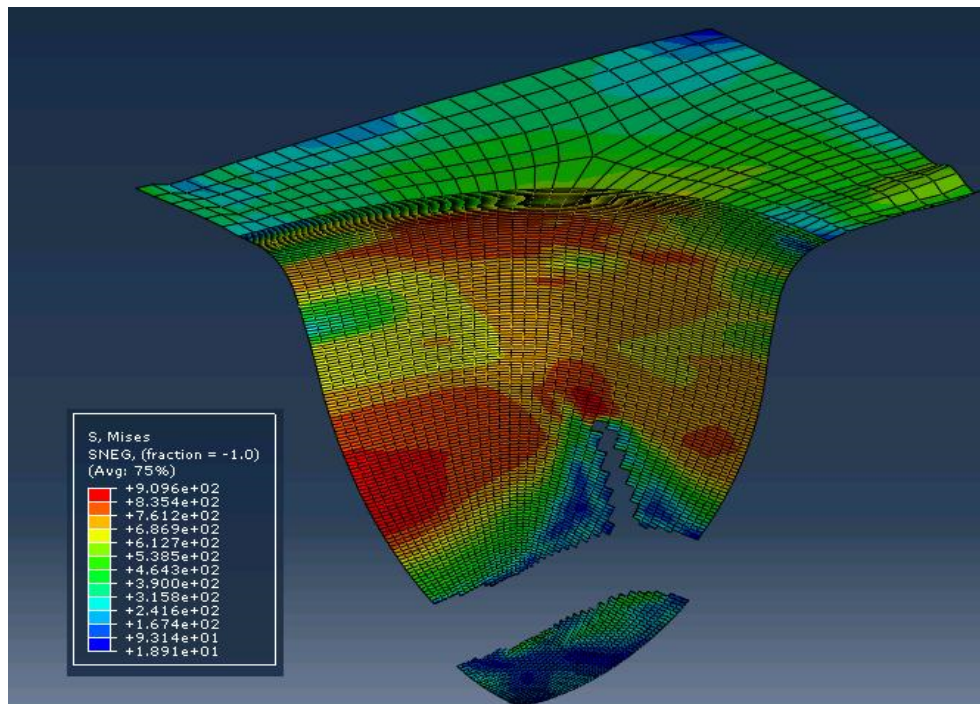 S, Mises
SNEG, (fraction = -1.0)
(Avg: 75%)
+9.096e+02
+8.354e+02
+7.612e+02
+6.869e+02
+6.127e+02
+5.385e+02
+4.643e+02
+3.900e+02
+3.158e+02
+2.416e+02
+1.674e+02
+9.314e+01
+1.891e+01